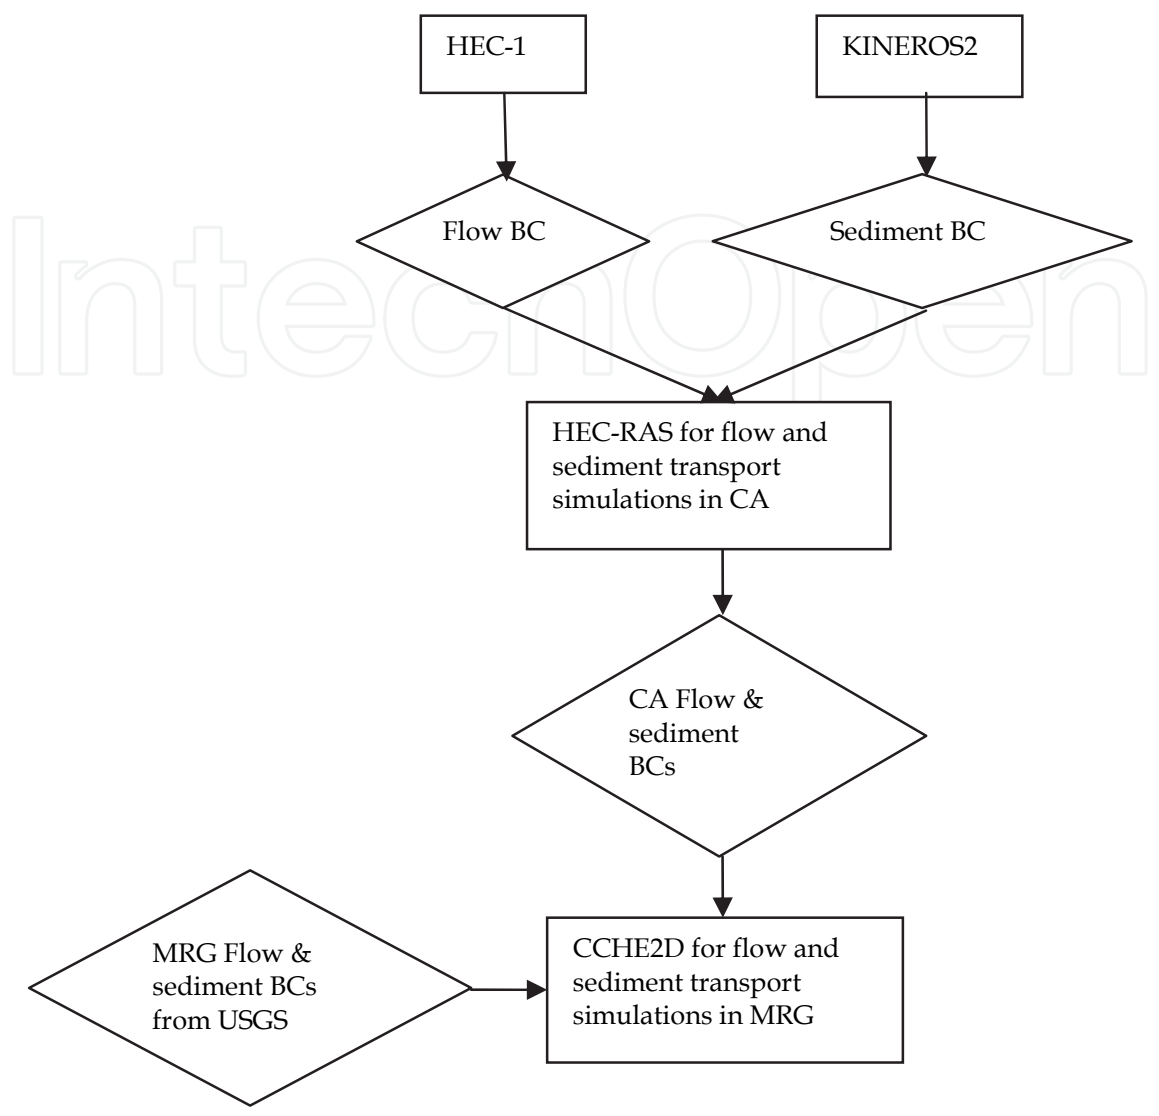 HEC-1
KINEROS2
Flow BC
Sediment BC
IntechOpen
HEC-RAS for flow and
sediment transport
simulations in CA
CA Flow &
sediment
BCs
MRG Flow &
sediment BCs
from USGS
CCHE2D for flow and
sediment transport
simulations in MRG